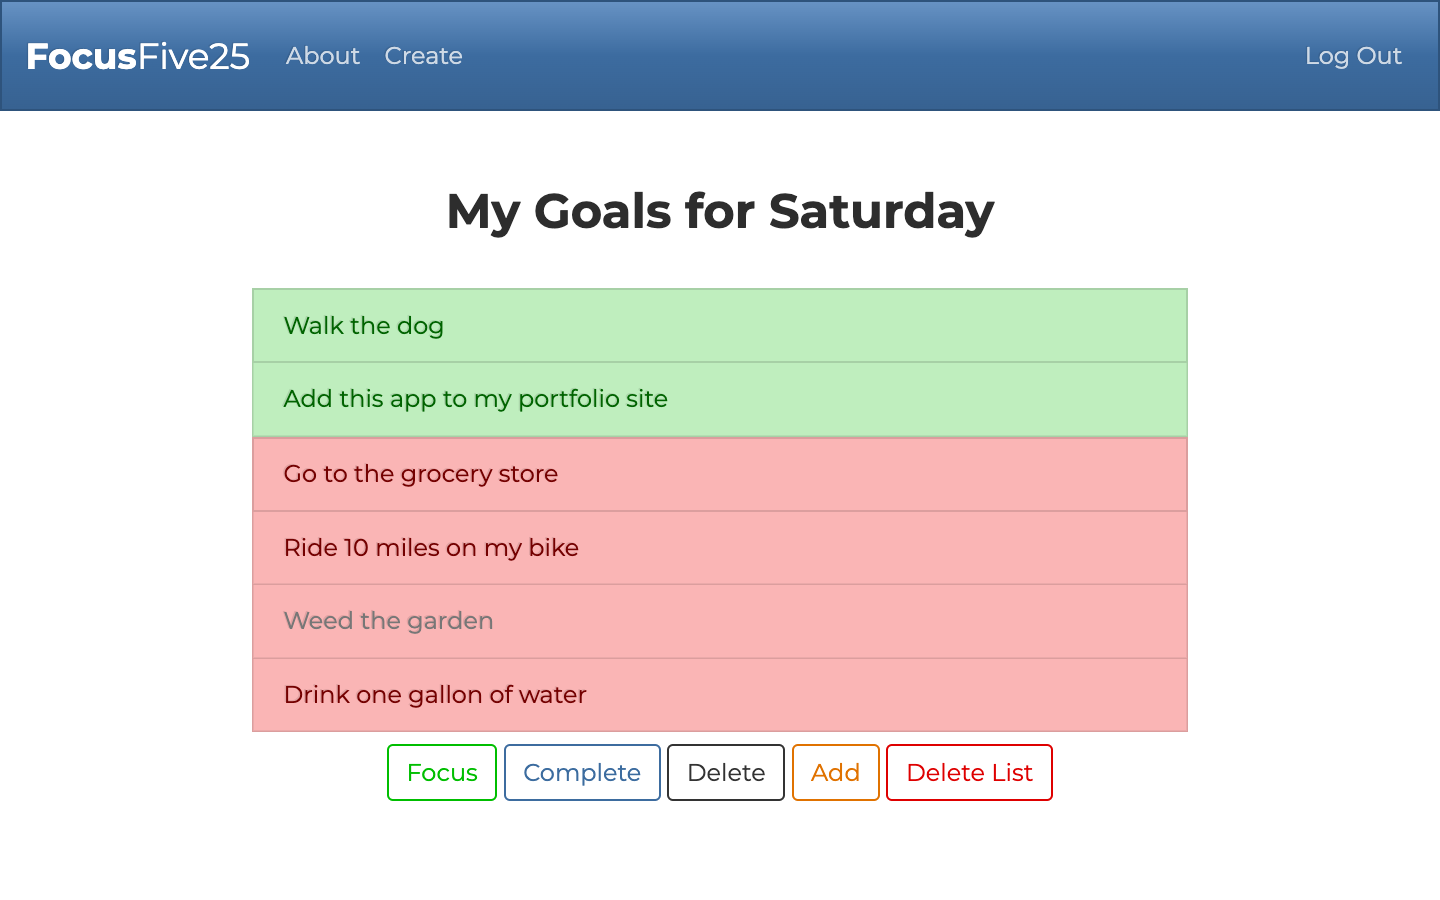 FocusFive25 About Create Log Out
My Goals for Saturday
Walk the dog
Add this app to my portfolio site
Go to the grocery store
Ride 10 miles on my bike
Weed the garden
Drink one gallon of water
Focus Complete Delete Add Delete List